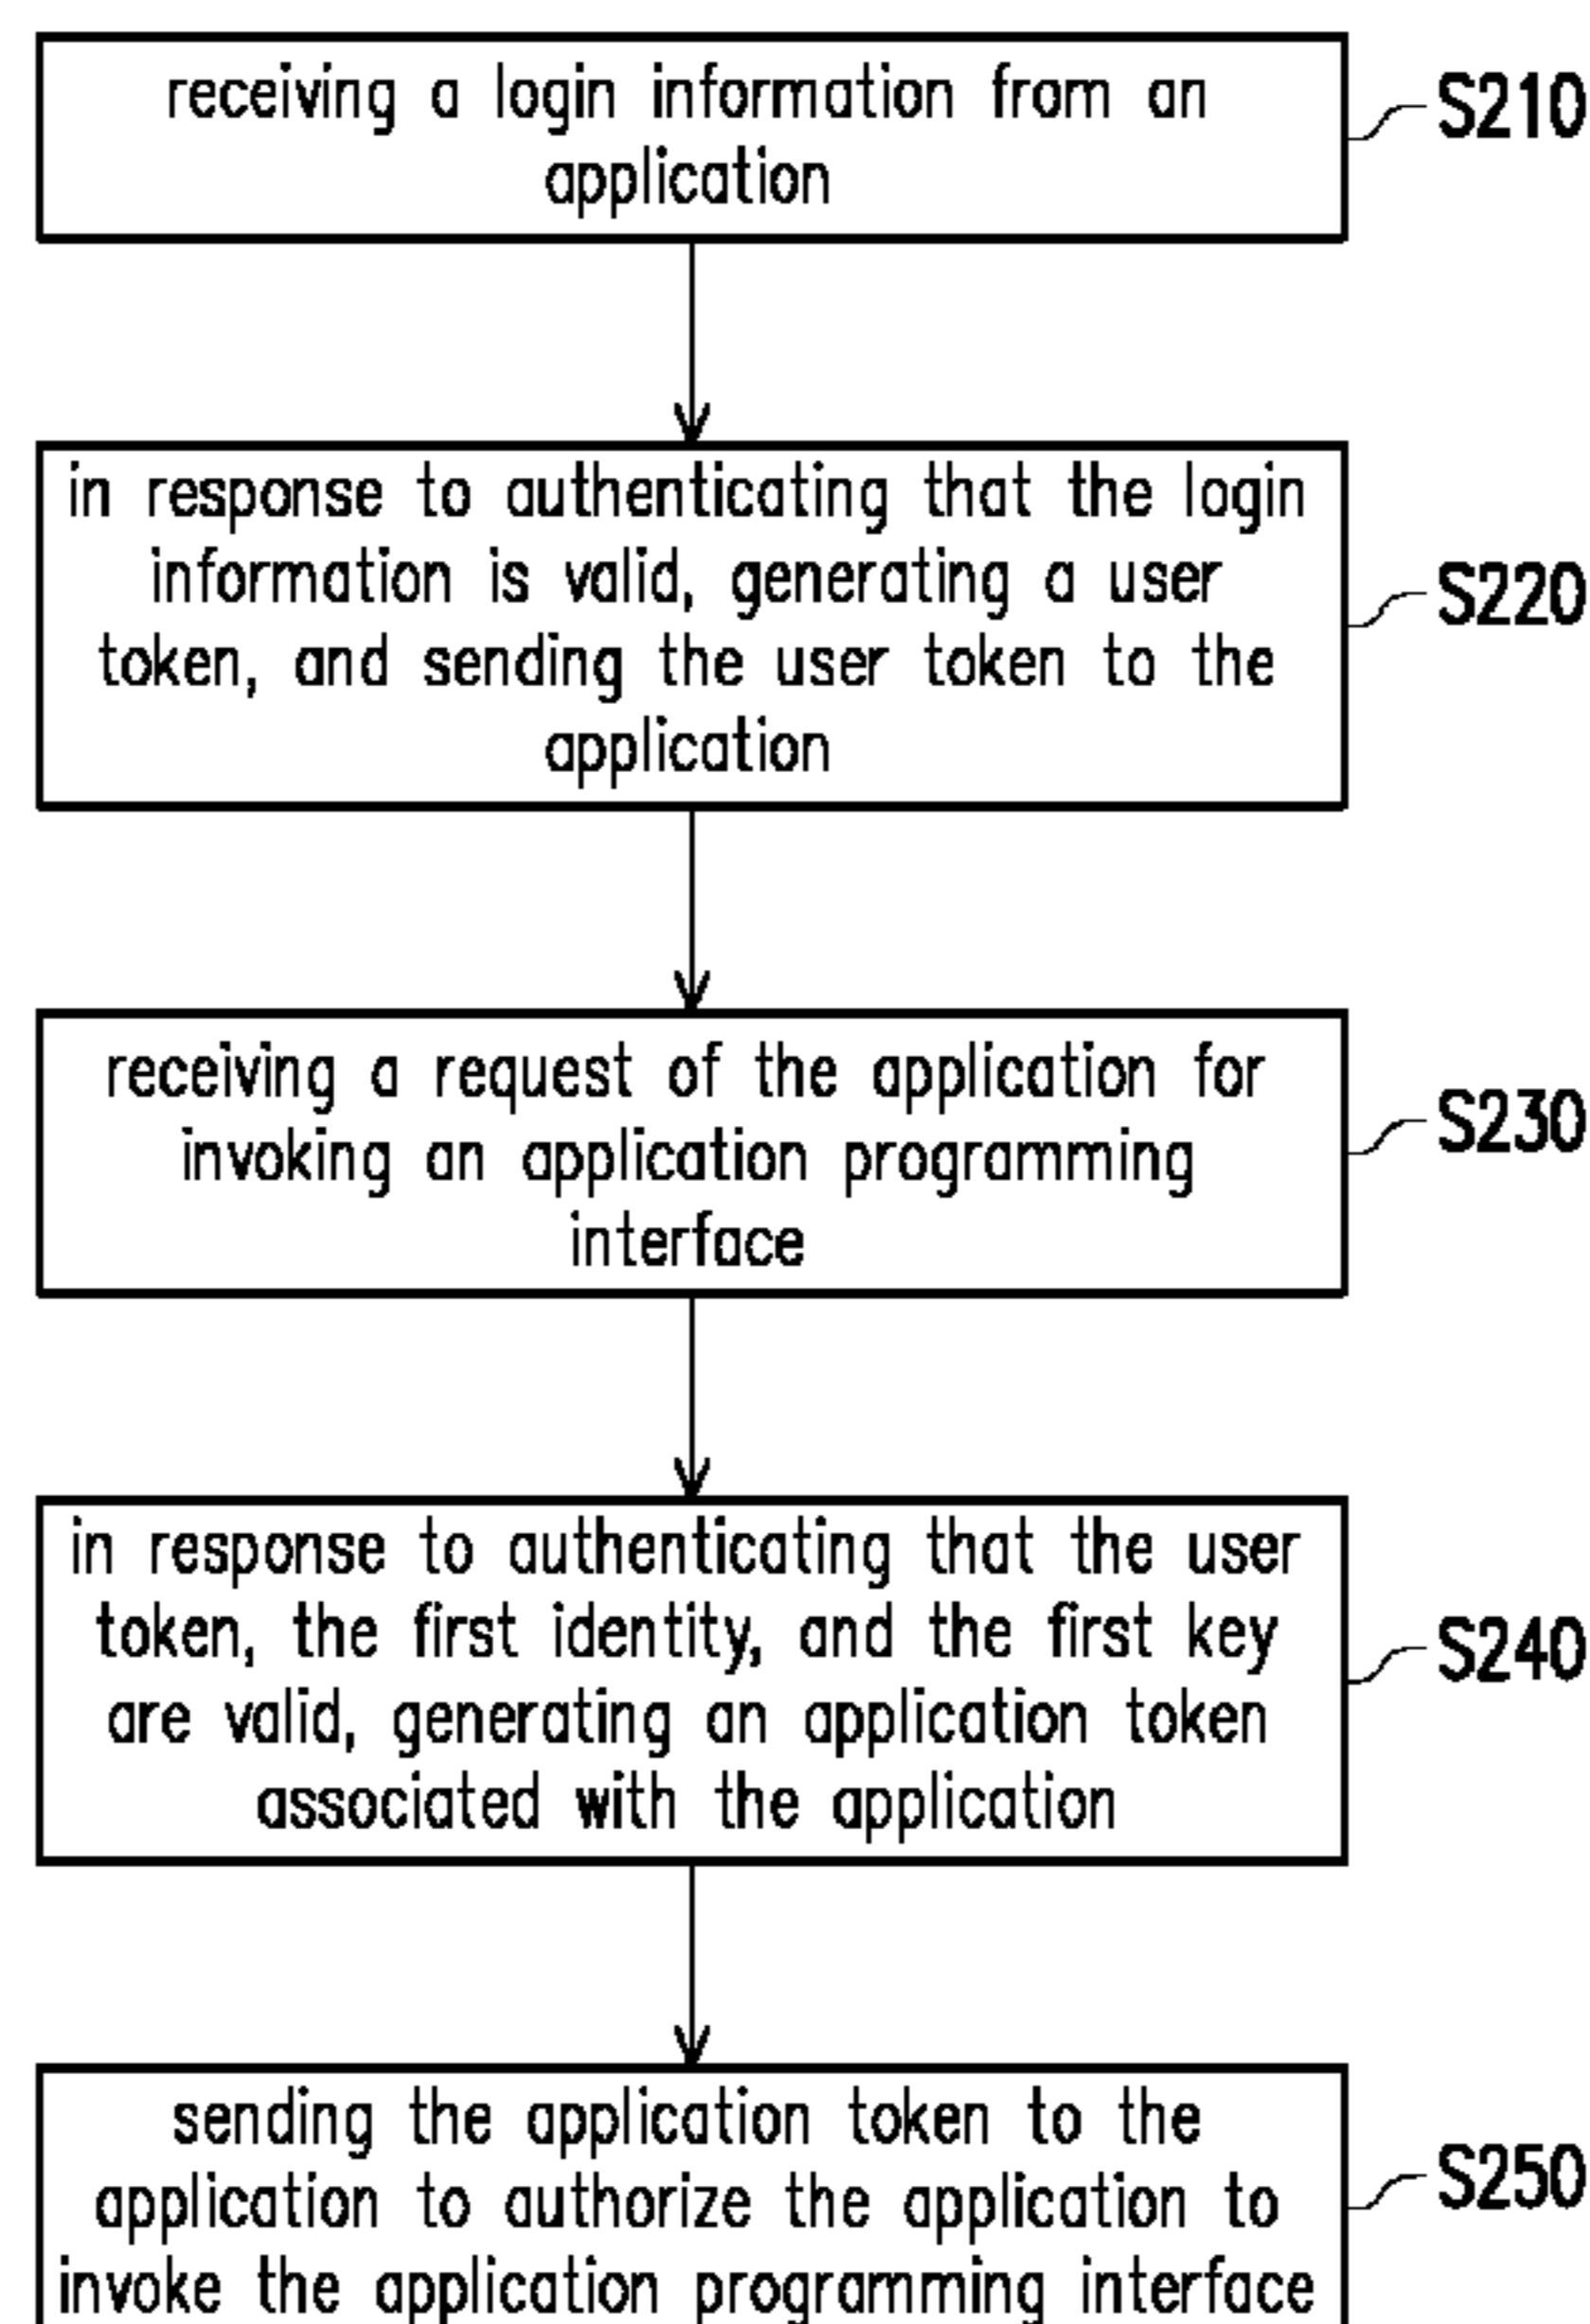 receiving a login information from an
application
S210
in response to authenticating that the login
information is valid, generating a user
token, and sending the user token to the
application
S220
receiving a request of the application for
invoking an application programming
interface
S230
in response to authenticating that the user
token, the first identity, and the first key
are valid, generating an application token
associated with the application
S240
sending the application token to the
application to authorize the application to
invoke the application programming interface
S250